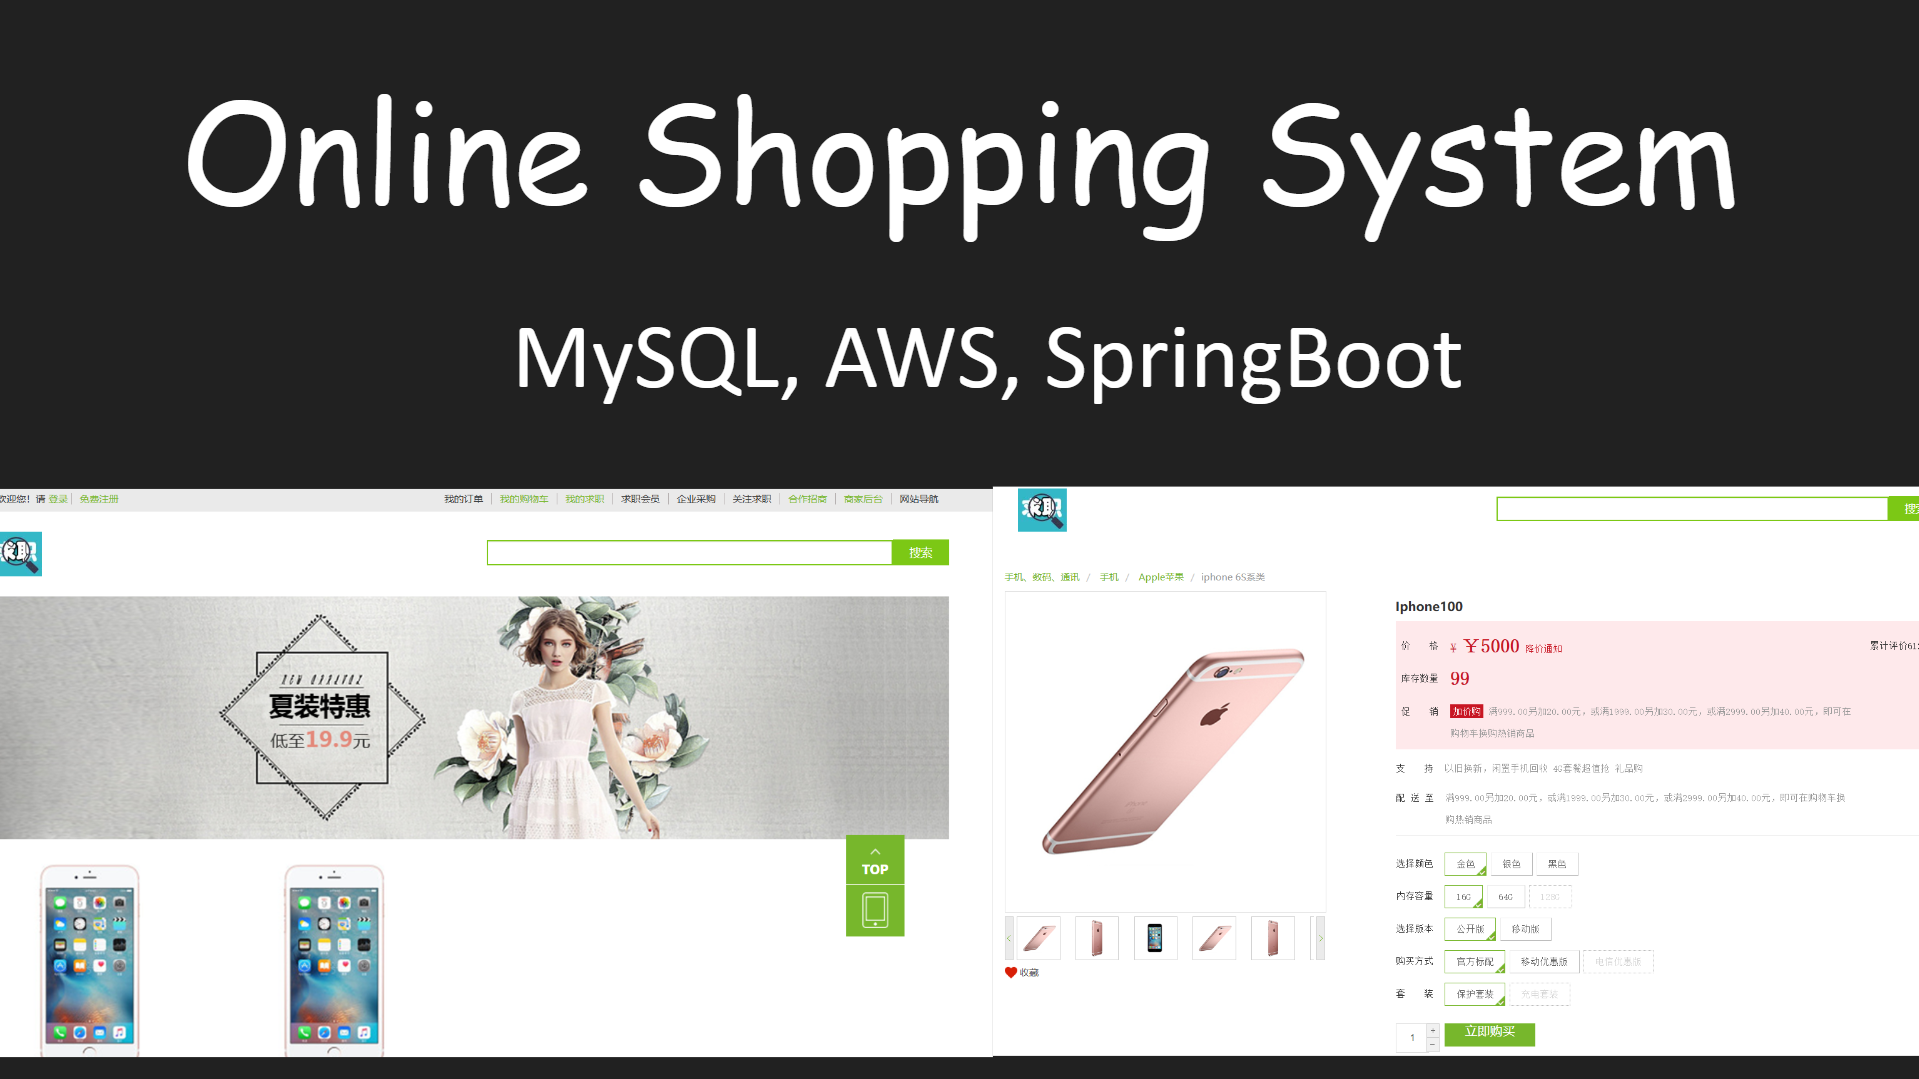 Online Shopping System
MySQL, AWS, SpringBoot
欢迎您! 请 登录 免费注册
我的订单 我的购物车 我的求职 求职会员 企业采购 关注求职 合作招商 商家后台 网站导航
搜索
夏装特惠
低至19.9元
TOP
搜索
手机、数码、通讯 / 手机 / Apple苹果 / iphone 6S系类
Iphone100
价 格 ¥ ¥5000 降价通知
累计评价61
库存数量 99
促 销 加价购 满999.00另加20.00元,或满1999.00另加30.00元,或满2999.00另加40.00元,即可在
购物车换购热销商品
支 持 以旧换新,闲置手机回收 4G套餐超值抢 礼品购
配 送 至 满999.00另加20.00元,或满1999.00另加30.00元,或满2999.00另加40.00元,即可在购物车换
购热销商品
选择颜色 金色 银色 黑色
内存容量 16G 64G 128G
选择版本 公开版 移动版
购买方式 官方标配 移动优惠版 电信优惠版
套 装 保护套装 充电套装
收藏
1 + −
立即购买